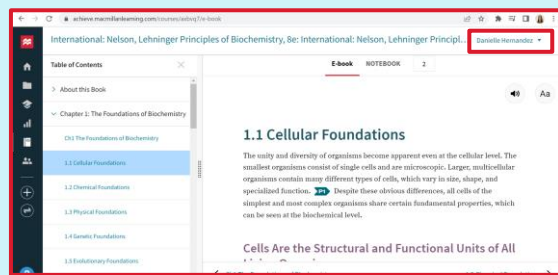 achieve.macmillanlearning.com/courses/aebvq7/e-book
International: Nelson, Lehninger Principles of Biochemistry, 8e: International: Nelson, Lehninger Principl...
Danielle Hernandez
Table of Contents
E-book NOTEBOOK 2
About this Book
Aa
Chapter 1: The Foundations of Biochemistry
Ch1 The Foundations of Biochemistry
1.1 Cellular Foundations
1.2 Chemical Foundations
1.3 Physical Foundations
1.4 Genetic Foundations
1.5 Evolutionary Foundations
1.1 Cellular Foundations
The unity and diversity of organisms become apparent even at the cellular level. The
smallest organisms consist of single cells and are microscopic. Larger, multicellular
organisms contain many different types of cells, which vary in size, shape, and
specialized function. P1 Despite these obvious differences, all cells of the
simplest and most complex organisms share certain fundamental properties, which
can be seen at the biochemical level.
Cells Are the Structural and Functional Units of All